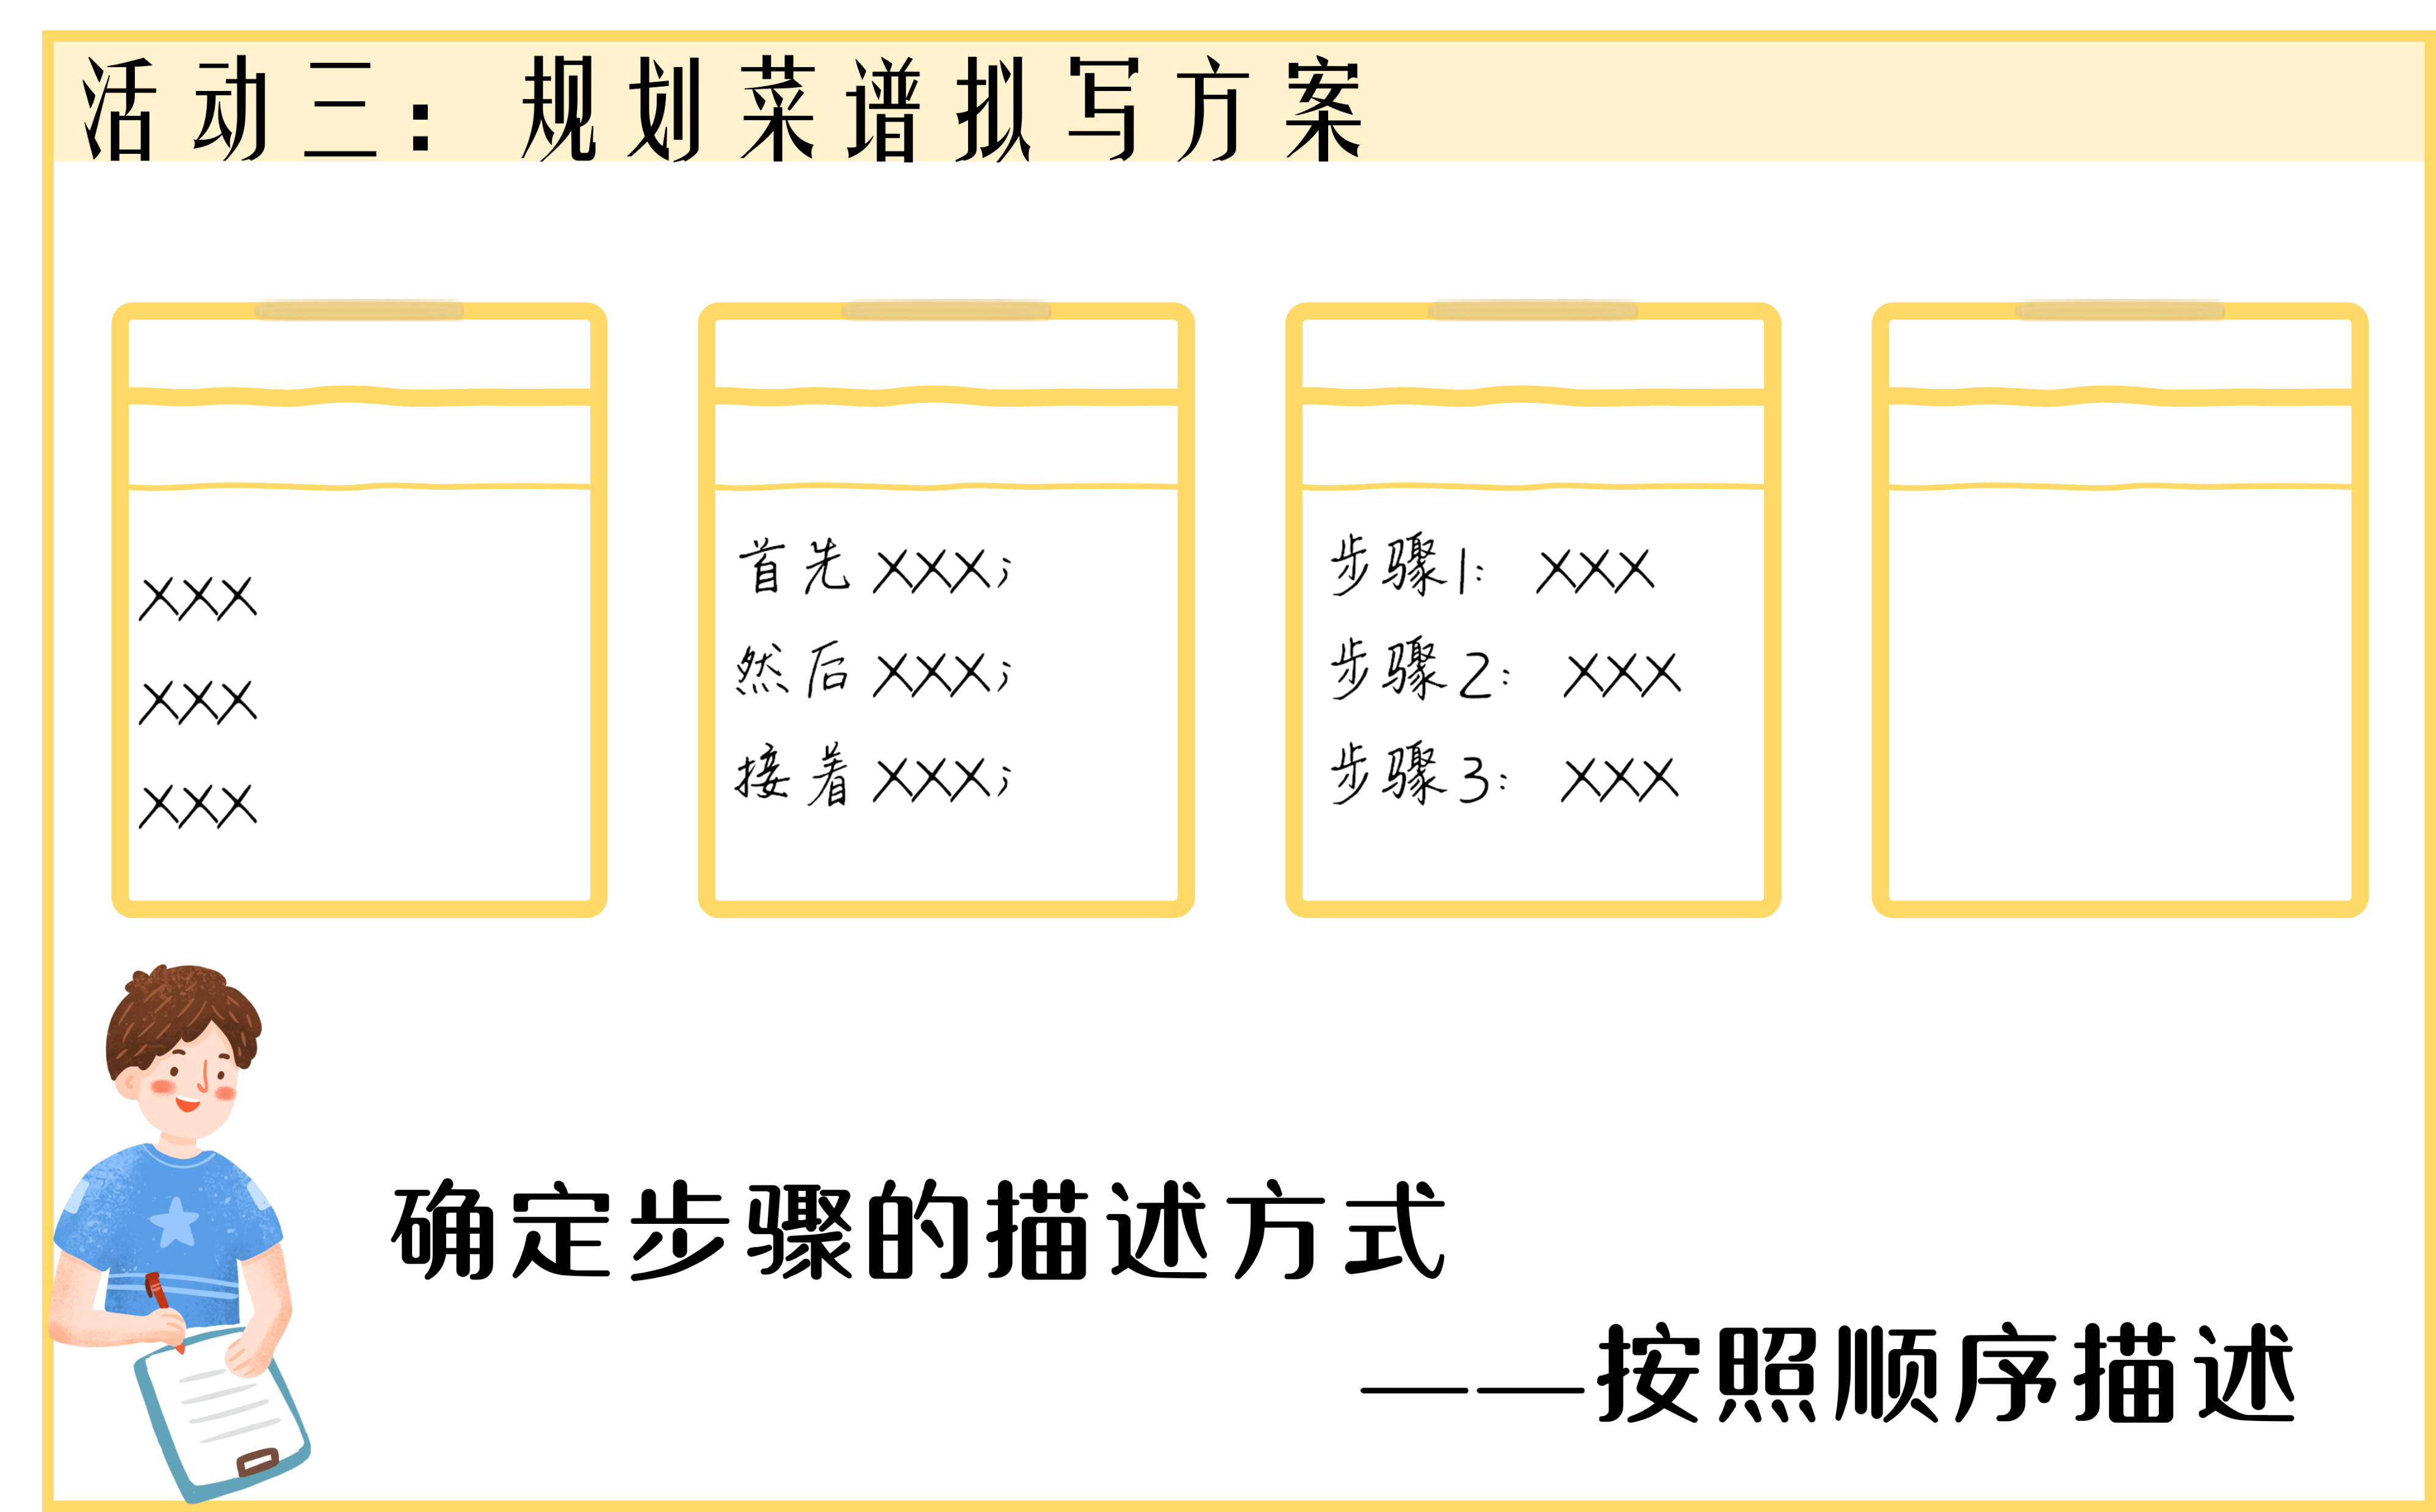 活动三：规划菜谱拟写方案
XXX
XXX
XXX
首先XXX；
然后XXX；
接着XXX；
步骤1： XXX
步骤2： XXX
步骤3： XXX
确定步骤的描述方式
——按照顺序描述